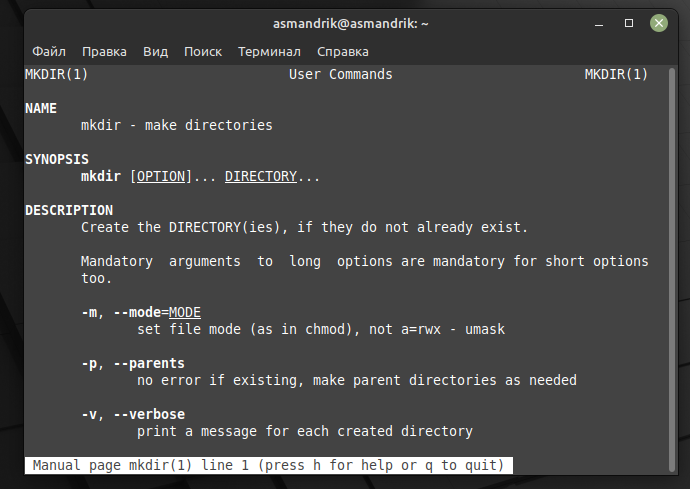 asmandrik@asmandrik: ~
Файл Правка Вид Поиск Терминал Справка
MKDIR(1) User Commands MKDIR(1)
NAME
mkdir - make directories
SYNOPSIS
mkdir [OPTION]... DIRECTORY...
DESCRIPTION
Create the DIRECTORY(ies), if they do not already exist.
Mandatory arguments to long options are mandatory for short options
too.
-m, --mode=MODE
set file mode (as in chmod), not a=rwx - umask
-p, --parents
no error if existing, make parent directories as needed
-v, --verbose
print a message for each created directory
Manual page mkdir(1) line 1 (press h for help or q to quit)